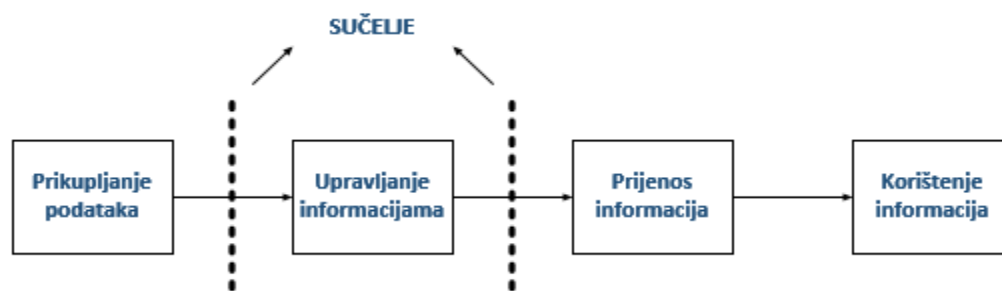 SUČELJE
Prikupljanje
podataka
Upravljanje
informacijama
Prijenos
informacija
Korištenje
informacija